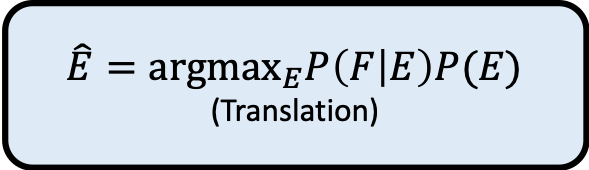 Ê = argmax_E P(F|E)P(E)
(Translation)